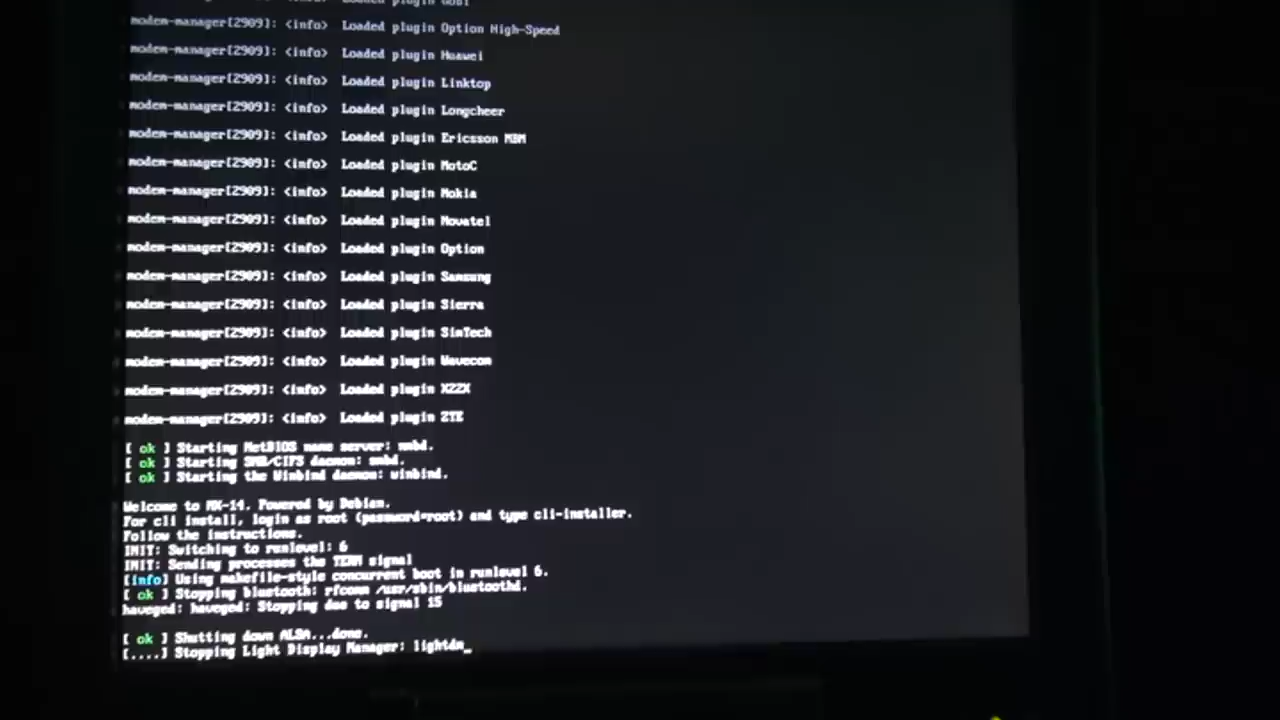 modem-manager[2909]: <info> Loaded plugin Gobi
modem-manager[2909]: <info> Loaded plugin Option High-Speed
modem-manager[2909]: <info> Loaded plugin Huawei
modem-manager[2909]: <info> Loaded plugin Linktop
modem-manager[2909]: <info> Loaded plugin Longcheer
modem-manager[2909]: <info> Loaded plugin Ericsson MBM
modem-manager[2909]: <info> Loaded plugin MotoC
modem-manager[2909]: <info> Loaded plugin Nokia
modem-manager[2909]: <info> Loaded plugin Novatel
modem-manager[2909]: <info> Loaded plugin Option
modem-manager[2909]: <info> Loaded plugin Samsung
modem-manager[2909]: <info> Loaded plugin Sierra
modem-manager[2909]: <info> Loaded plugin SimTech
modem-manager[2909]: <info> Loaded plugin Wavecom
modem-manager[2909]: <info> Loaded plugin X22X
modem-manager[2909]: <info> Loaded plugin ZTE
[ ok ] Starting NetBIOS name server: nmbd.
[ ok ] Starting SMB/CIFS daemon: smbd.
[ ok ] Starting the Winbind daemon: winbind.
Welcome to MX-14. Powered by Debian.
For cli install, login as root (password=root) and type cli-installer.
Follow the instructions.
INIT: Switching to runlevel: 6
INIT: Sending processes the TERM signal
[info] Using makefile-style concurrent boot in runlevel 6.
[ ok ] Stopping bluetooth: rfcomm /usr/sbin/bluetoothd.
haveged: haveged: Stopping due to signal 15
[ ok ] Shutting down ALSA...done.
[....] Stopping Light Display Manager: lightdm_